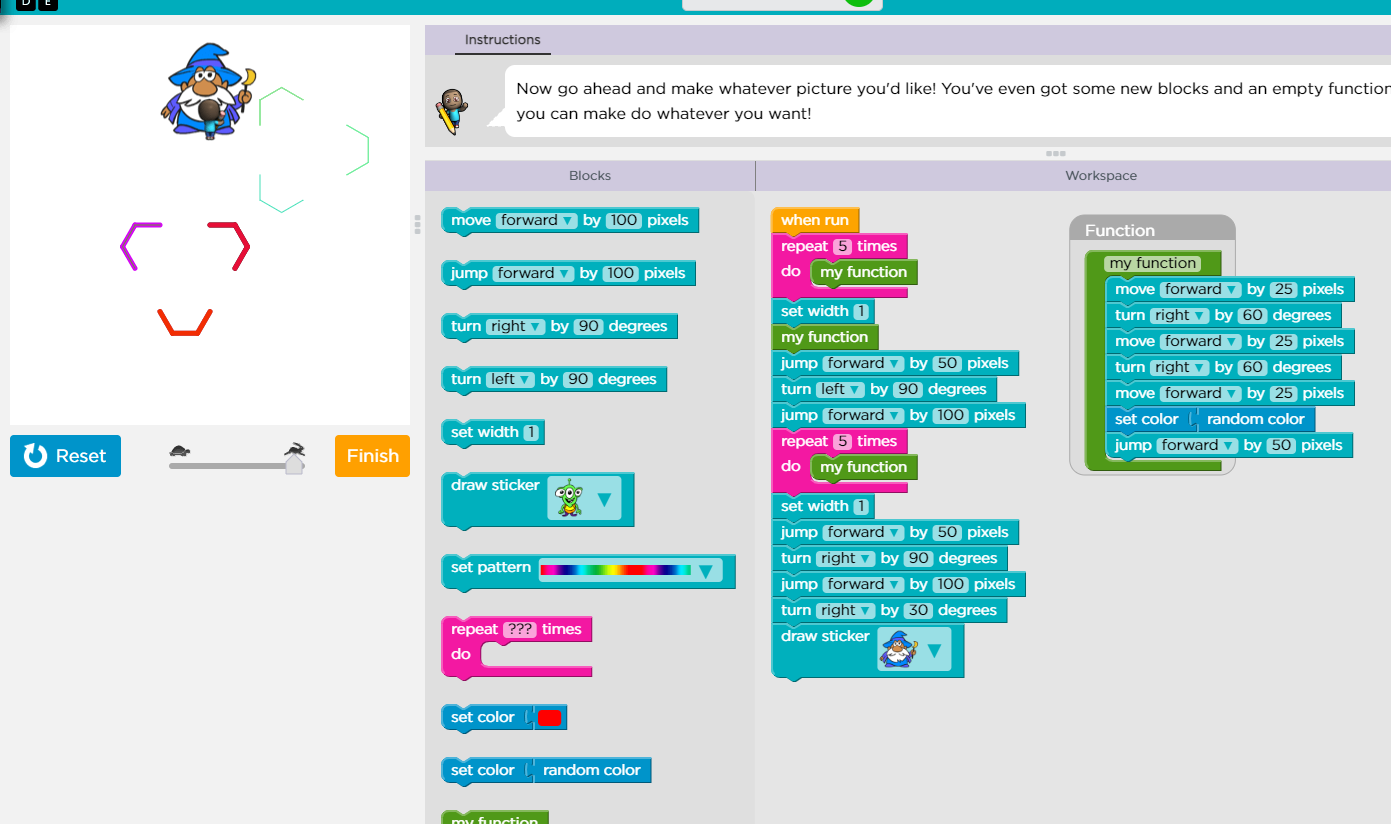 D E
Instructions
Now go ahead and make whatever picture you'd like! You've even got some new blocks and an empty function
you can make do whatever you want!
Blocks
Workspace
Reset
Finish
move forward ▼ by 100 pixels
jump forward ▼ by 100 pixels
turn right ▼ by 90 degrees
turn left ▼ by 90 degrees
set width 1
draw sticker ▼
set pattern ▼
repeat ??? times
do
set color
set color random color
my function
when run
repeat 5 times
do my function
set width 1
my function
jump forward ▼ by 50 pixels
turn left ▼ by 90 degrees
jump forward ▼ by 100 pixels
repeat 5 times
do my function
set width 1
jump forward ▼ by 50 pixels
turn right ▼ by 90 degrees
jump forward ▼ by 100 pixels
turn right ▼ by 30 degrees
draw sticker ▼
Function
my function
move forward ▼ by 25 pixels
turn right ▼ by 60 degrees
move forward ▼ by 25 pixels
turn right ▼ by 60 degrees
move forward ▼ by 25 pixels
set color random color
jump forward ▼ by 50 pixels